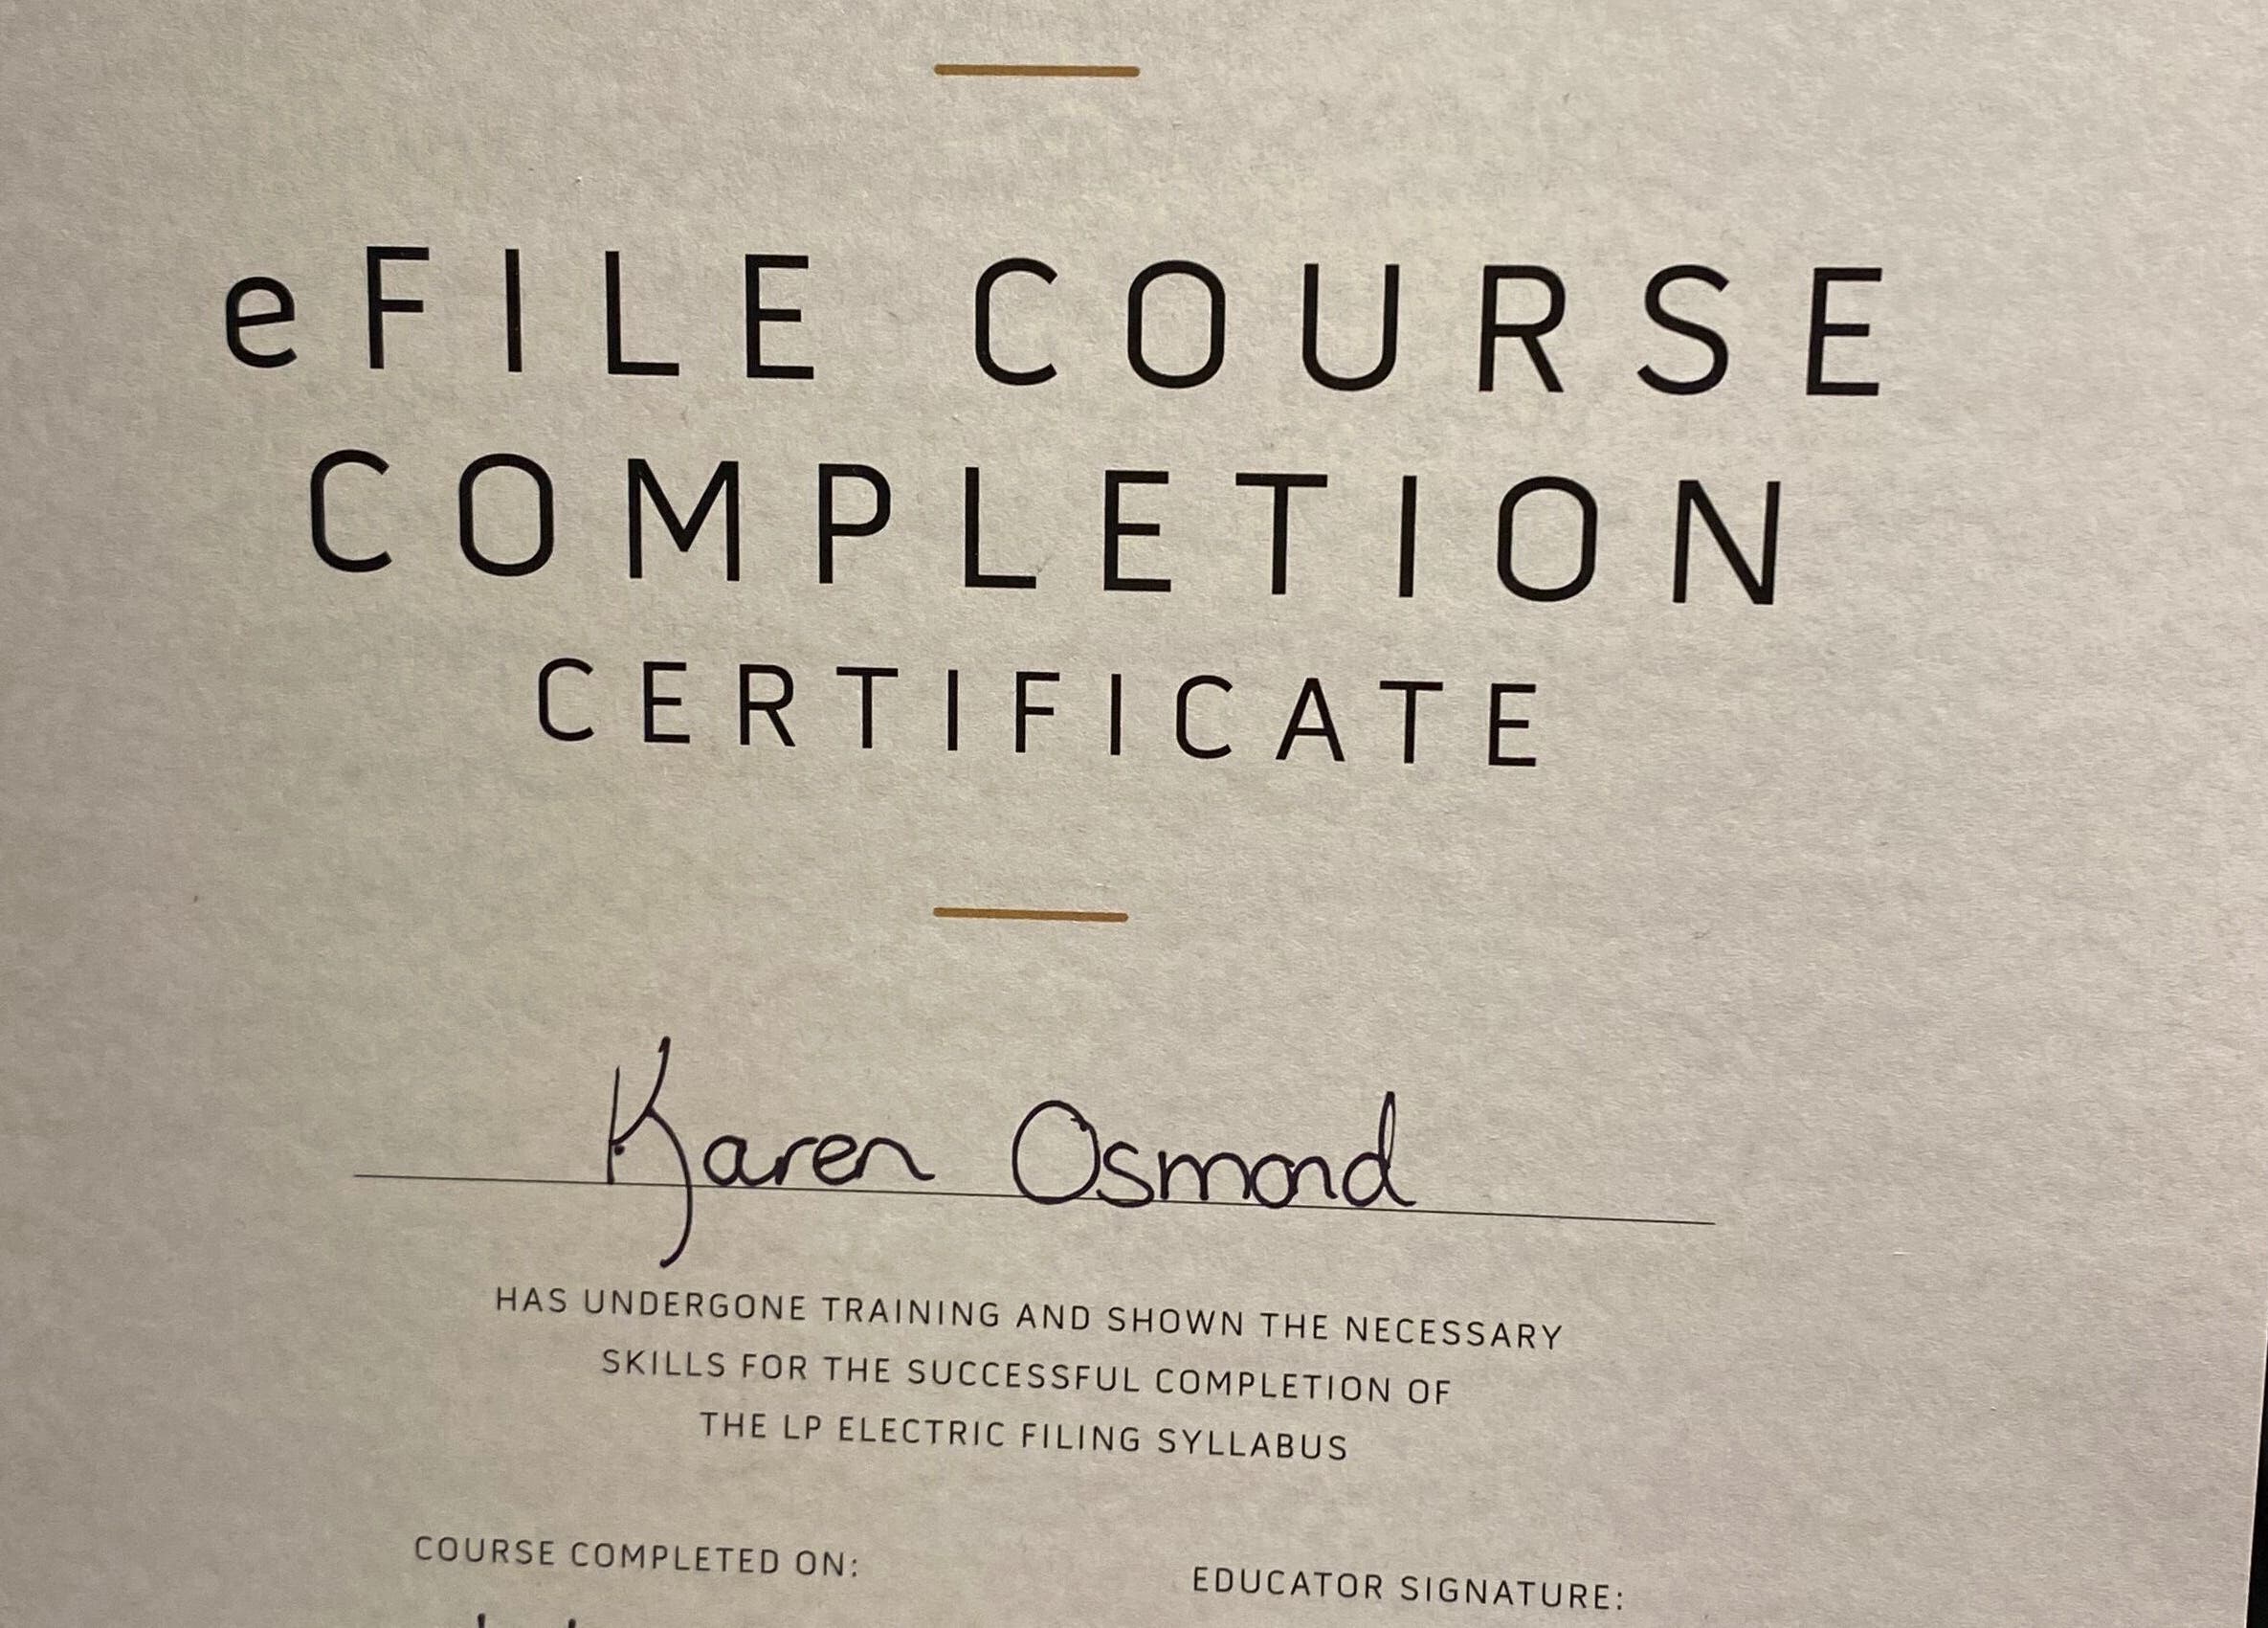 eFILE COURSE
COMPLETION
CERTIFICATE
Karen Osmond
HAS UNDERGONE TRAINING AND SHOWN THE NECESSARY
SKILLS FOR THE SUCCESSFUL COMPLETION OF
THE LP ELECTRIC FILING SYLLABUS
COURSE COMPLETED ON:
EDUCATOR SIGNATURE: